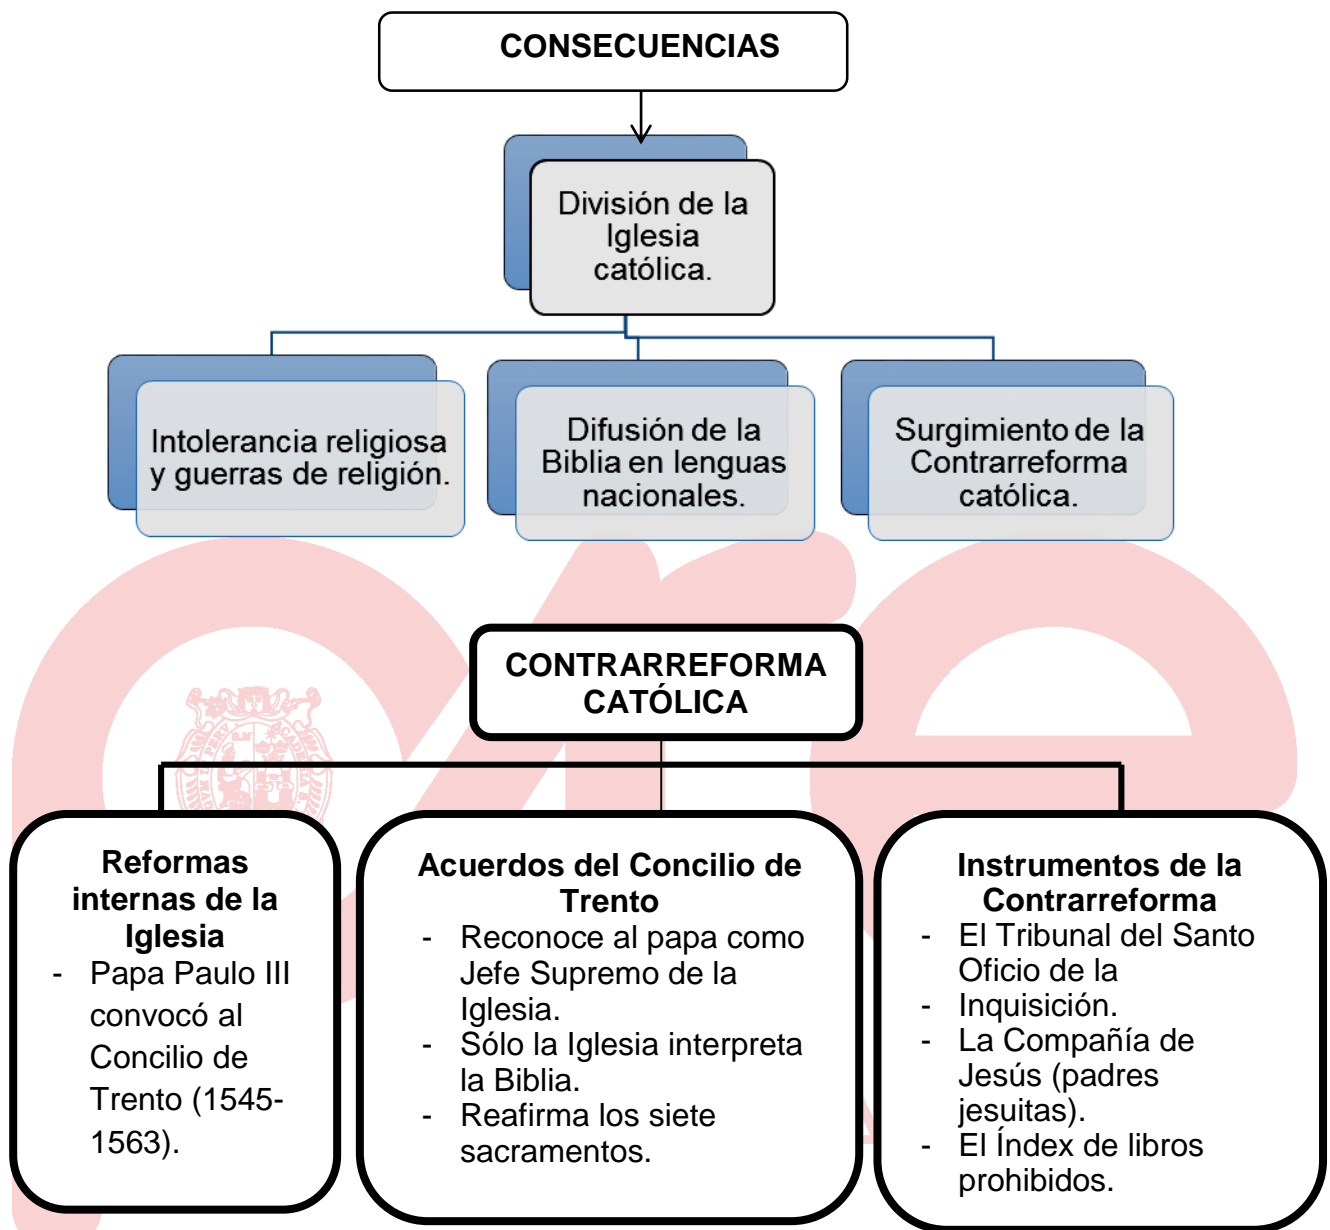 CONSECUENCIAS
División de la
Iglesia
católica.
Intolerancia religiosa
y guerras de religión.
Difusión de la
Biblia en lenguas
nacionales.
Surgimiento de la
Contrarreforma
católica.
CONTRARREFORMA
CATÓLICA
Reformas
internas de la
Iglesia
- Papa Paulo III
convocó al
Concilio de
Trento (1545-
1563).
Acuerdos del Concilio de
Trento
- Reconoce al papa como
Jefe Supremo de la
Iglesia.
- Sólo la Iglesia interpreta
la Biblia.
- Reafirma los siete
sacramentos.
Instrumentos de la
Contrarreforma
- El Tribunal del Santo
Oficio de la
- Inquisición.
- La Compañía de
Jesús (padres
jesuitas).
- El Índex de libros
prohibidos.